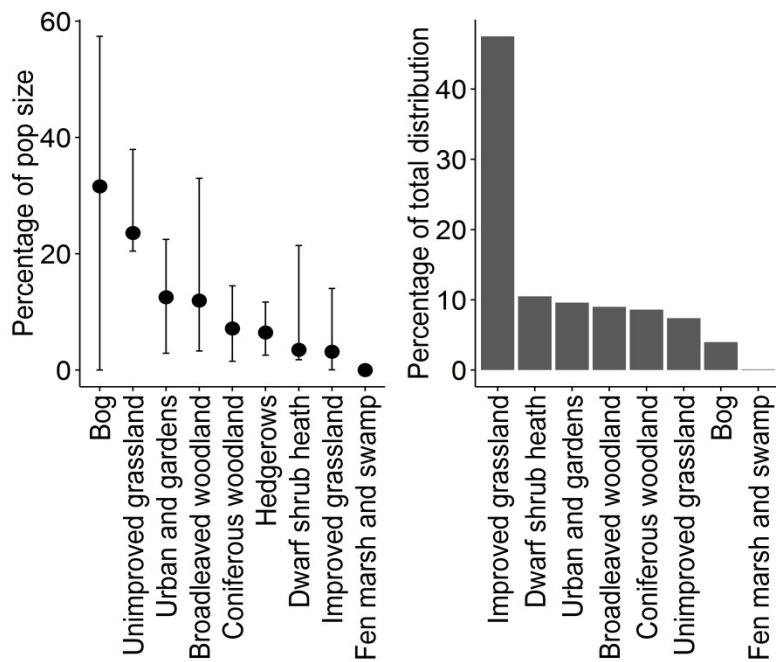 Percentage of pop size
60
40
20
0
Bog
Unimproved grassland
Urban and gardens
Broadleaved woodland
Coniferous woodland
Hedgerows
Dwarf shrub heath
Improved grassland
Fen marsh and swamp
Percentage of total distribution
40
30
20
10
0
Improved grassland
Dwarf shrub heath
Urban and gardens
Broadleaved woodland
Coniferous woodland
Unimproved grassland
Bog
Fen marsh and swamp